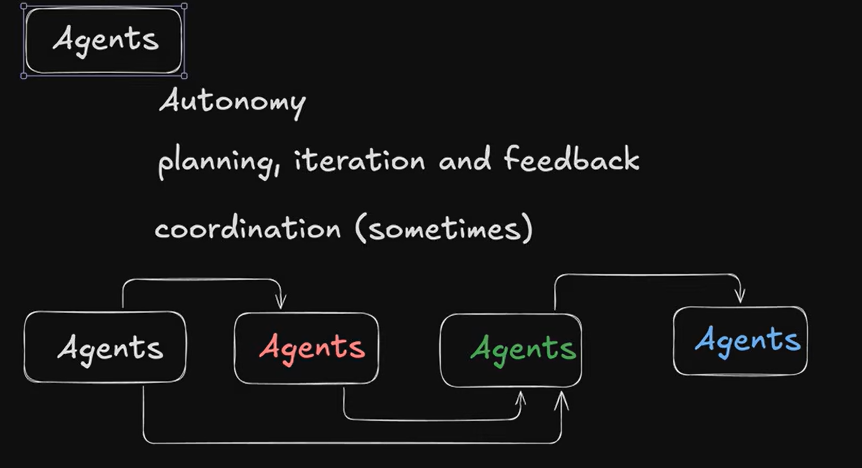 Agents
Autonomy
planning, iteration and feedback
coordination (sometimes)
Agents Agents Agents Agents